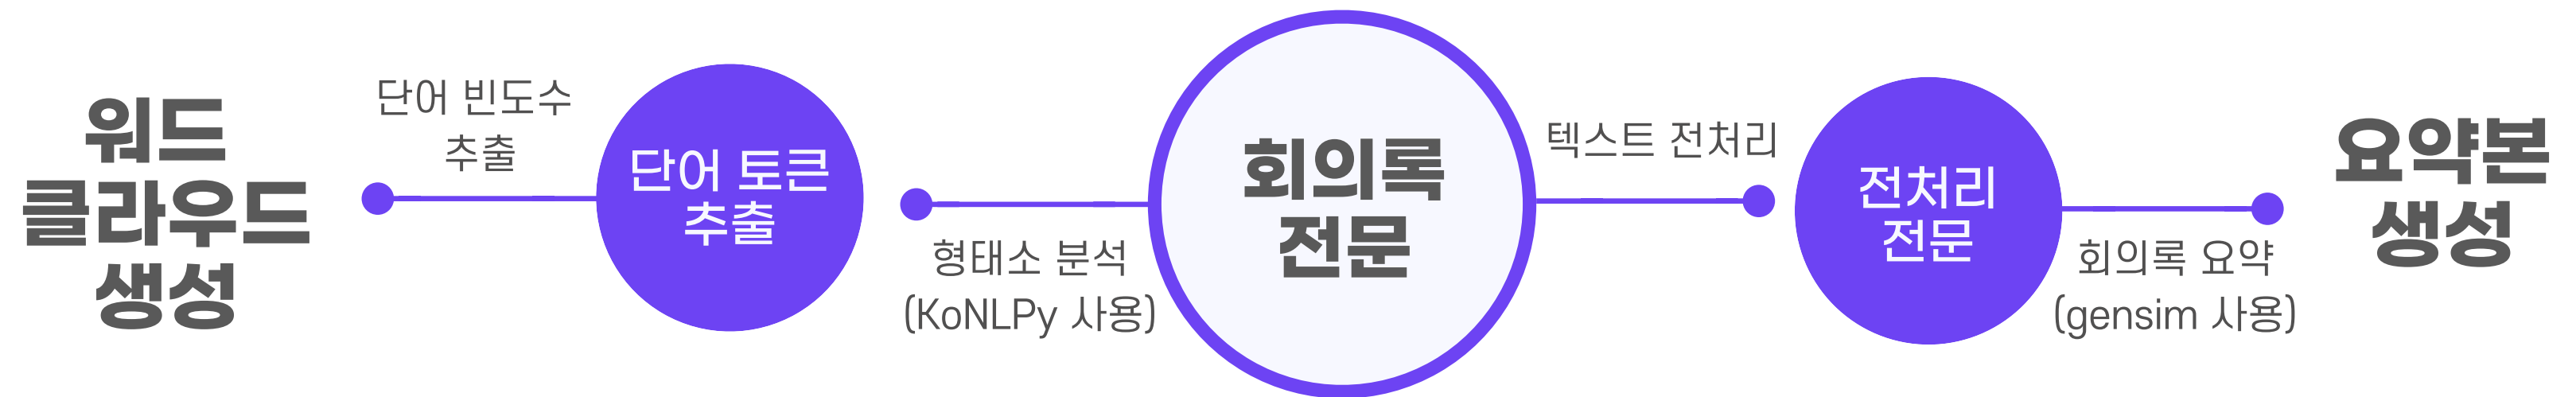 워드
클라우드
생성
단어 빈도수
추출
단어 토큰
추출
형태소 분석
(KoNLPy 사용)
회의록
전문
텍스트 전처리
전처리
전문
회의록 요약
(gensim 사용)
요약본
생성